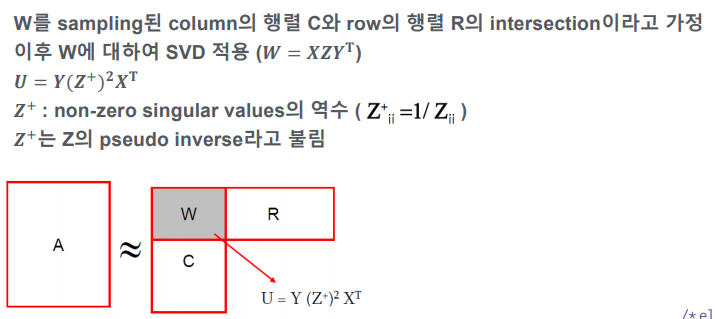 W를 sampling된 column의 행렬 C와 row의 행렬 R의 intersection이라고 가정
이후 W에 대하여 SVD 적용 (W = XZYᵀ)
U = Y(Z⁺)²Xᵀ
Z⁺ : non-zero singular values의 역수 ( Z⁺ᵢᵢ =1/ Zᵢᵢ )
Z⁺는 Z의 pseudo inverse라고 불림
W
R
A
≈
C
U = Y (Z⁺)² Xᵀ
/*el